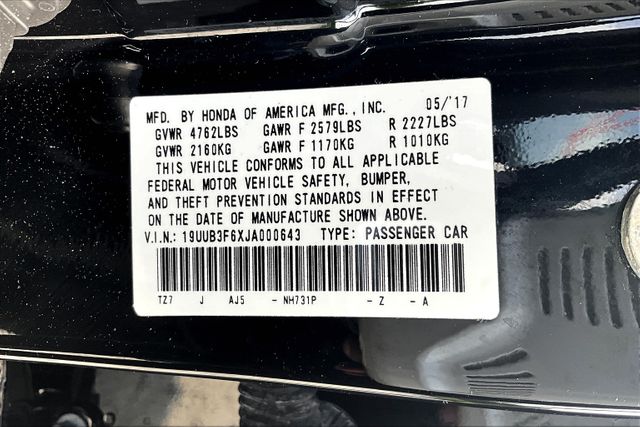 MFD. BY HONDA OF AMERICA MFG., INC. 05/'17
GVWR 4762LBS GAWR F 2579LBS R 2227LBS
GVWR 2160KG GAWR F 1170KG R 1010KG
THIS VEHICLE CONFORMS TO ALL APPLICABLE
FEDERAL MOTOR VEHICLE SAFETY, BUMPER,
AND THEFT PREVENTION STANDARDS IN EFFECT
ON THE DATE OF MANUFACTURE SHOWN ABOVE.
V.I.N.: 19UUB3F6XJA000643 TYPE: PASSENGER CAR
TZ7 J AJ5 - NH731P - Z - A